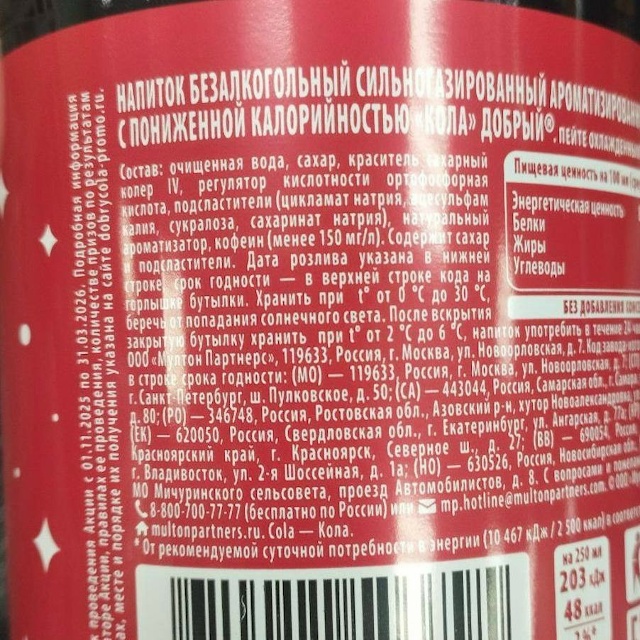 НАПИТОК БЕЗАЛКОГОЛЬНЫЙ СИЛЬНОГАЗИРОВАННЫЙ
С ПОНИЖЕННОЙ КАЛОРИЙНОСТЬЮ «КОЛА» ДОБРЫЙ®. ПЕЙТЕ
Состав: очищенная вода, сахар, краситель сахарный
колер IV, регулятор кислотности ортофосфорная
кислота, подсластители (цикламат натрия, ацесульфам
калия, сукралоза, сахаринат натрия), натуральный
ароматизатор, кофеин (менее 150 мг/л). Содержит сахар
и подсластители. Дата розлива указана в нижней
строке, срок годности — в верхней строке кода на
горлышке бутылки. Хранить при t° от 0 °С до 30 °С,
беречь от попадания солнечного света. После вскрытия
закрытую бутылку хранить при t° от 2 °С до 6 °С, напиток употребить в течение
ООО «Мултон Партнерс», 119633, Россия, г. Москва, ул. Новоорловская, д. 7. Код завода
в строке срока годности: (МО) — 119633, Россия, г. Москва, ул. Новоорловская, д. 7;
г. Санкт-Петербург, ш. Пулковское, д. 50; (СА) — 443044, Россия, Самарская обл., г.
д. 80; (РО) — 346748, Россия, Ростовская обл., Азовский р-н, хутор Новоалександровка,
(ЕК) — 620050, Россия, Свердловская обл., г. Екатеринбург, ул. Ангарская, д. 77а;
Красноярский край, г. Красноярск, Северное ш., д. 27; (ВВ) — 690054, Россия,
г. Владивосток, ул. 2-я Шоссейная, д. 1а; (НО) — 630526, Россия, Новосибирская
МО Мичуринского сельсовета, проезд Автомобилистов, д. 8. С вопросами и
8-800-700-77-77 (бесплатно по России) или mp.hotline@multonpartners.com.
multonpartners.ru. Cola — Кола.
* От рекомендуемой суточной потребности в энергии (10 467 кДж / 2 500 ккал)
Пищевая ценность на 100 мл
Энергетическая ценность
Белки
Жиры
Углеводы
БЕЗ ДОБАВЛЕНИЯ
на 250 мл
203 кДж
48 ккал
2 %*
проведения Акции с 01.11.2025 по 31.03.2026. Подробная информация
Акции, правилах ее проведения, количестве призов по результатам
месте и порядке их получения указана на сайте dobrycola-promo.ru.